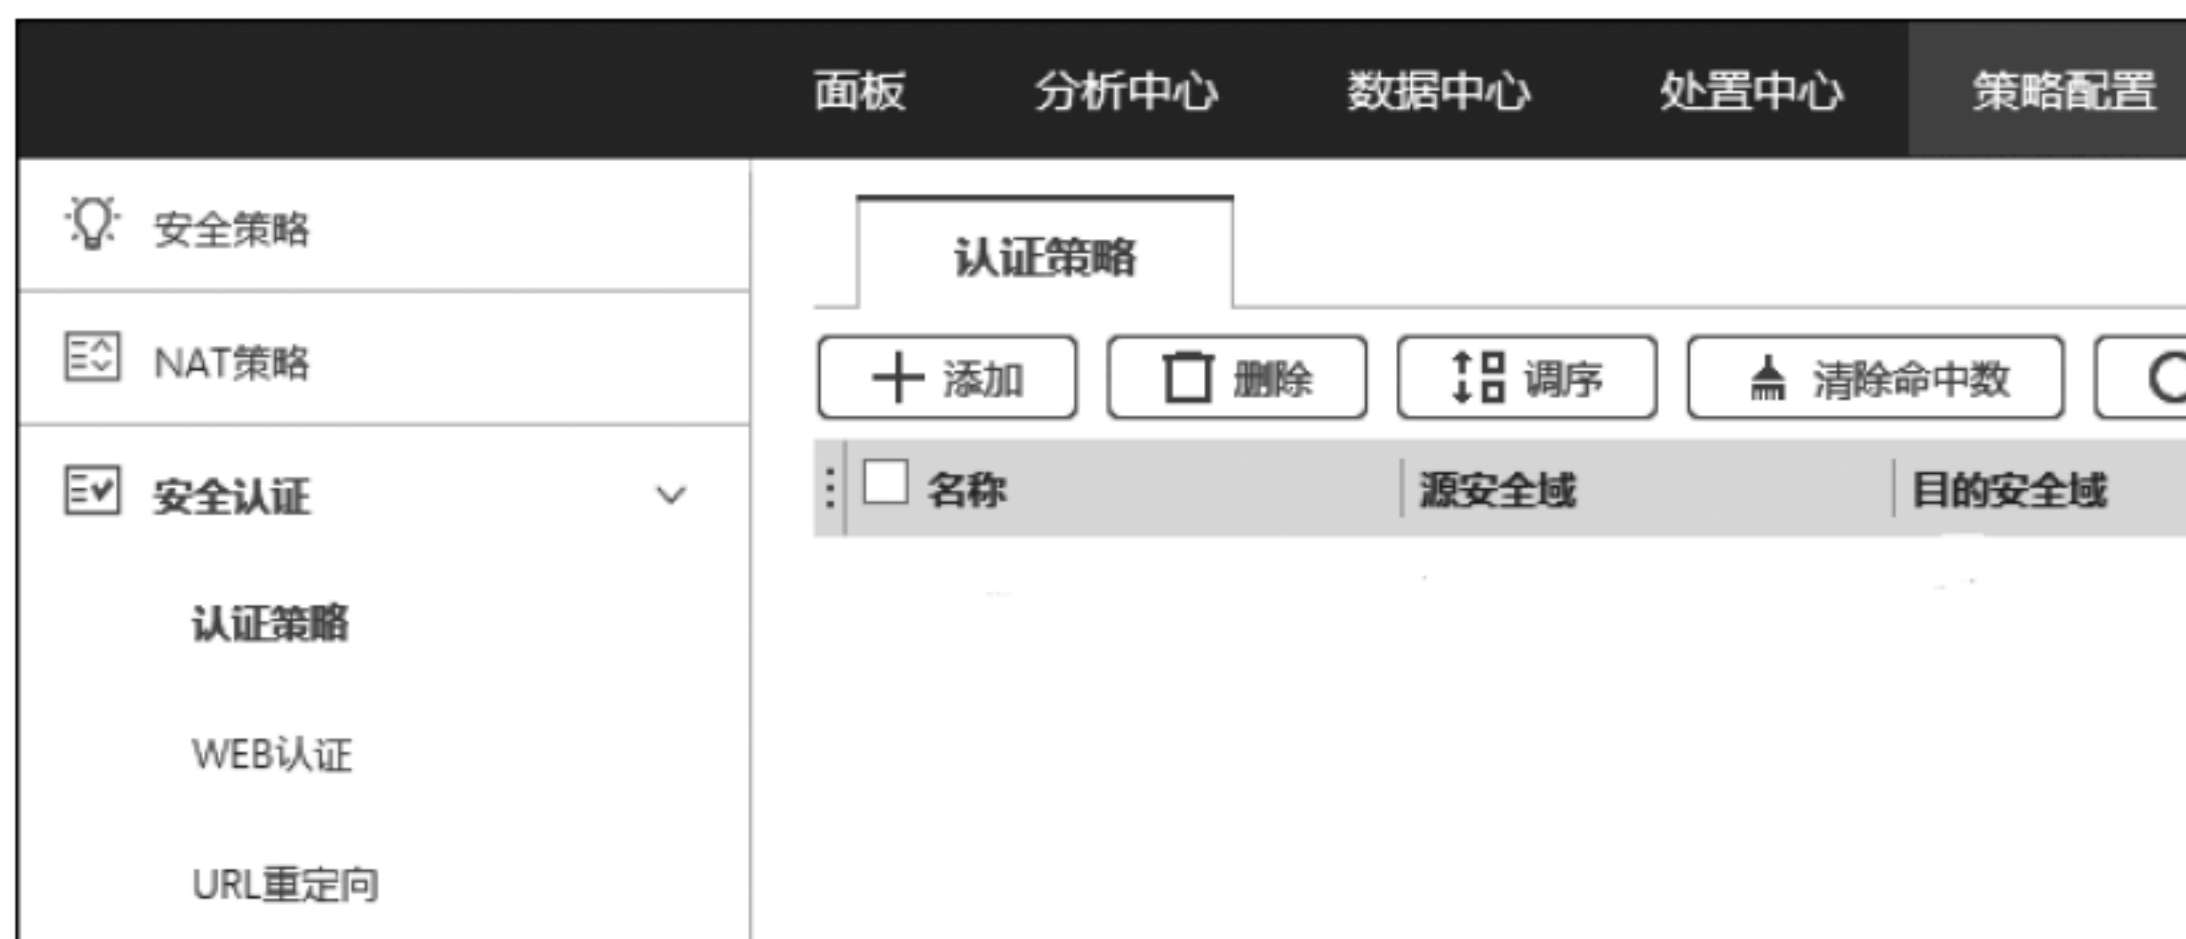 面板 分析中心 数据中心 处置中心 策略配置
安全策略
NAT策略
安全认证
认证策略
WEB认证
URL重定向
认证策略
添加 删除 调序 清除命中数
名称 源安全域 目的安全域